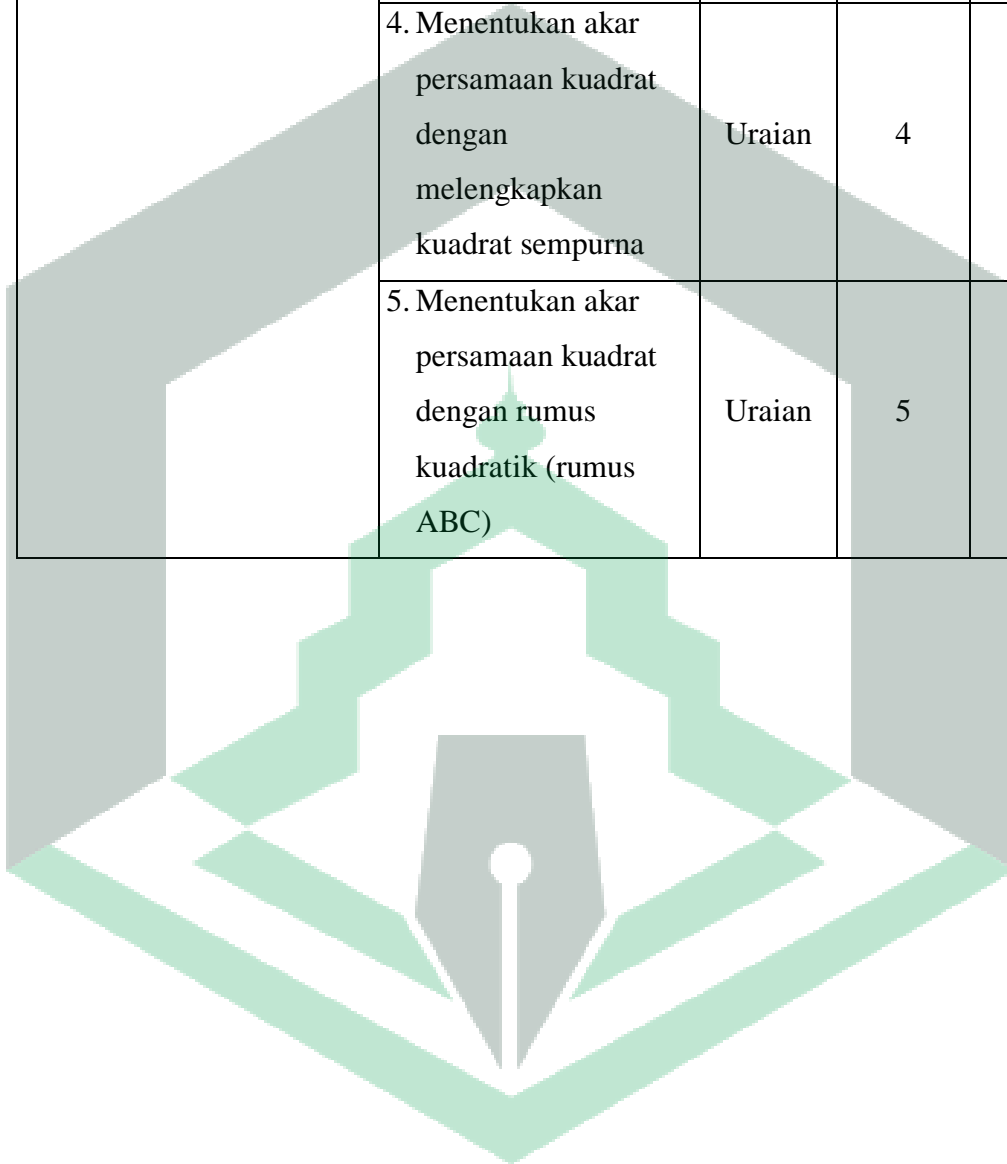 4. Menentukan akar
persamaan kuadrat
dengan
melengkapkan
kuadrat sempurna
Uraian
4
5. Menentukan akar
persamaan kuadrat
dengan rumus
kuadratik (rumus
ABC)
Uraian
5